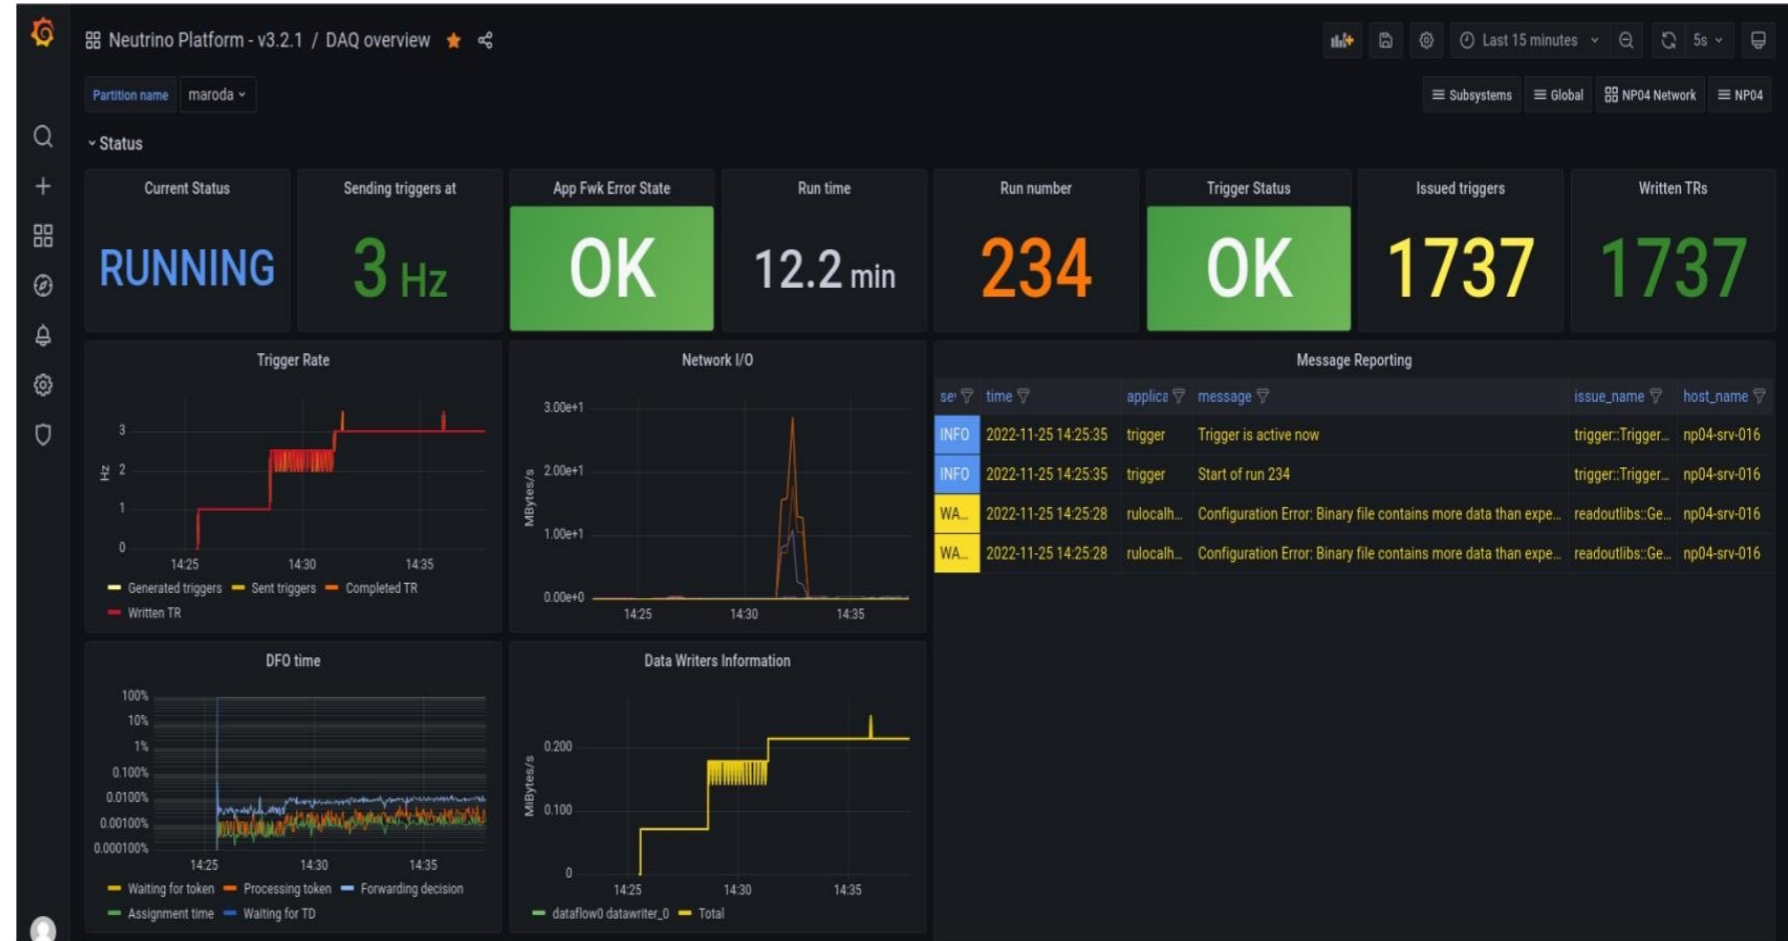 Neutrino Platform - v3.2.1 / DAQ overview
Last 15 minutes
5s
Partition name maroda
Subsystems Global NP04 Network NP04
Status
Current Status
RUNNING
Sending triggers at
3 Hz
App Fwk Error State
OK
Run time
12.2 min
Run number
234
Trigger Status
OK
Issued triggers
1737
Written TRs
1737
Trigger Rate
Hz
3
2
1
0
14:25 14:30 14:35
Generated triggers Sent triggers Completed TR
Written TR
Network I/O
MBytes/s
3.00e+1
2.00e+1
1.00e+1
0.00e+0
14:25 14:30 14:35
Message Reporting
time applica message issue_name host_name
INFO 2022-11-25 14:25:35 trigger Trigger is active now trigger::Trigger... np04-srv-016
INFO 2022-11-25 14:25:35 trigger Start of run 234 trigger::Trigger... np04-srv-016
WA... 2022-11-25 14:25:28 rulocalh... Configuration Error: Binary file contains more data than expe... readoutlibs::Ge... np04-srv-016
WA... 2022-11-25 14:25:28 rulocalh... Configuration Error: Binary file contains more data than expe... readoutlibs::Ge... np04-srv-016
DFO time
100%
10%
1%
0.100%
0.0100%
0.00100%
0.000100%
14:25 14:30 14:35
Waiting for token Processing token Forwarding decision
Assignment time Waiting for TD
Data Writers Information
MiBytes/s
0.200
0.100
0
14:25 14:30 14:35
dataflow0 datawriter_0 Total